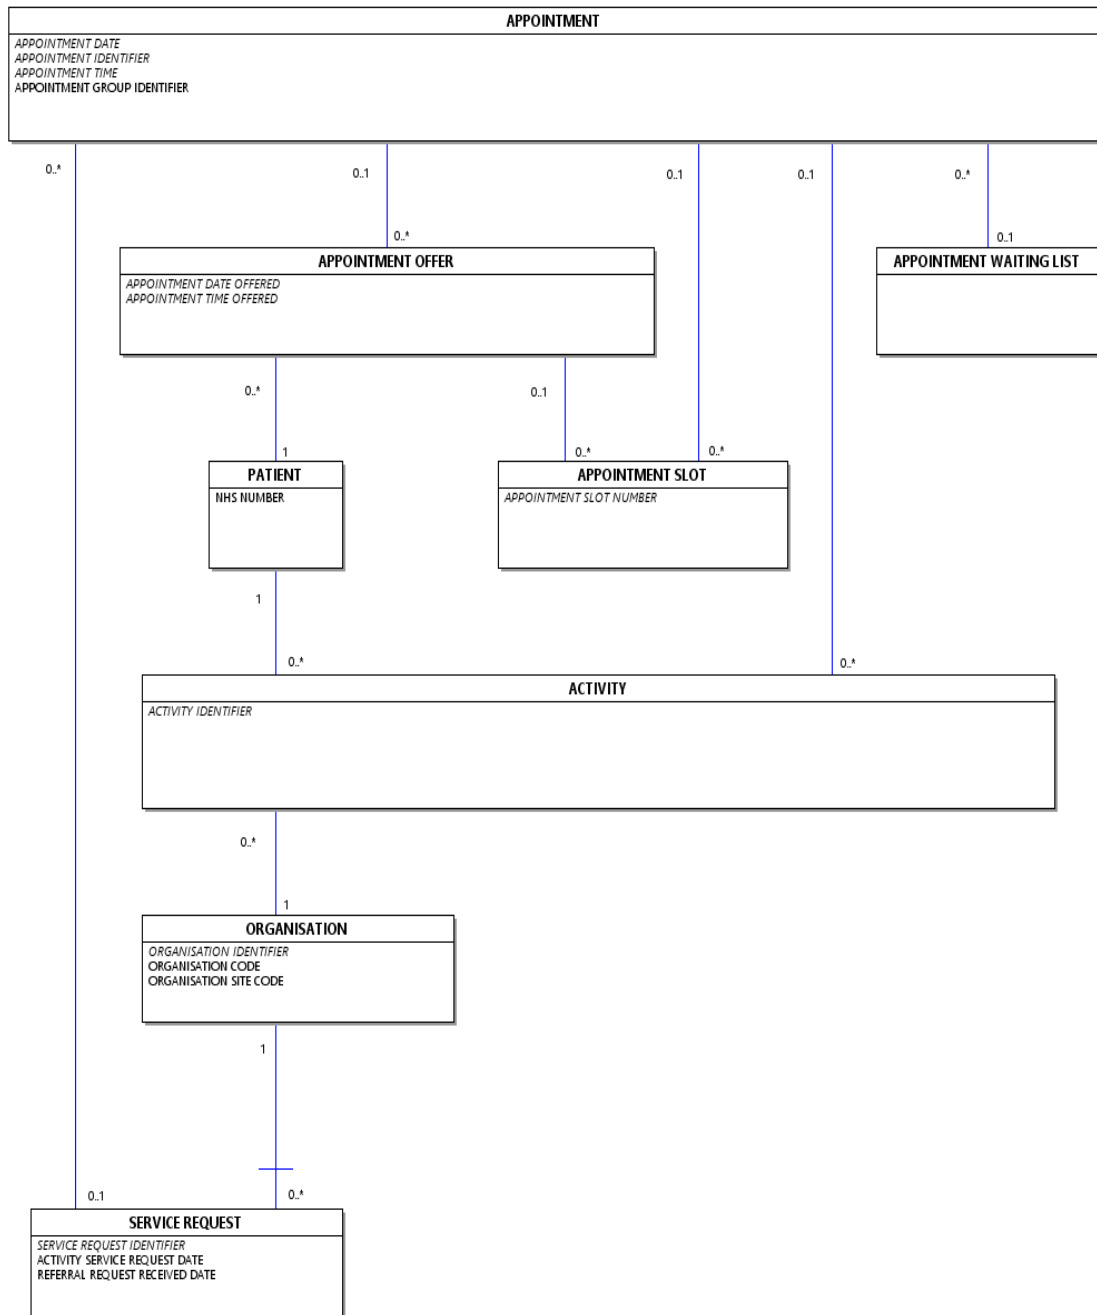 APPOINTMENT
APPOINTMENT DATE
APPOINTMENT IDENTIFIER
APPOINTMENT TIME
APPOINTMENT GROUP IDENTIFIER
0..*
0..1
0..1
0..1
0..*
0..*
0..1
APPOINTMENT OFFER
APPOINTMENT DATE OFFERED
APPOINTMENT TIME OFFERED
APPOINTMENT WAITING LIST
0..*
0..1
1
0..*
0..*
PATIENT
NHS NUMBER
APPOINTMENT SLOT
APPOINTMENT SLOT NUMBER
1
0..*
0..*
ACTIVITY
ACTIVITY IDENTIFIER
0..*
1
ORGANISATION
ORGANISATION IDENTIFIER
ORGANISATION CODE
ORGANISATION SITE CODE
1
0..1
0..*
SERVICE REQUEST
SERVICE REQUEST IDENTIFIER
ACTIVITY SERVICE REQUEST DATE
REFERRAL REQUEST RECEIVED DATE